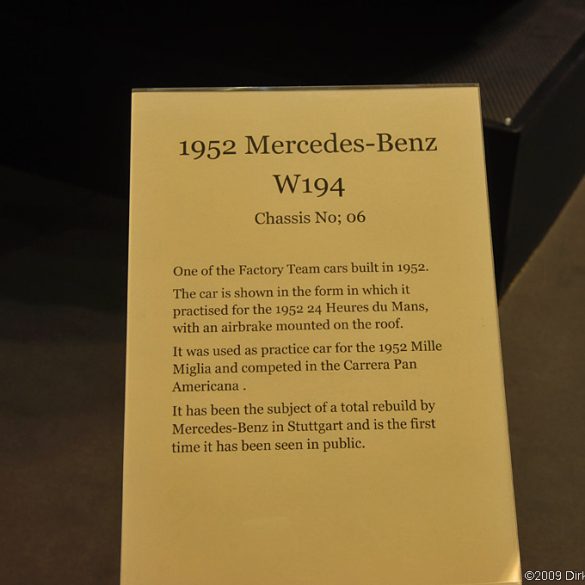 1952 Mercedes-Benz
W194
Chassis No; 06
One of the Factory Team cars built in 1952.
The car is shown in the form in which it
practised for the 1952 24 Heures du Mans,
with an airbrake mounted on the roof.
It was used as practice car for the 1952 Mille
Miglia and competed in the Carrera Pan
Americana .
It has been the subject of a total rebuild by
Mercedes-Benz in Stuttgart and is the first
time it has been seen in public.
©2009 Dirk